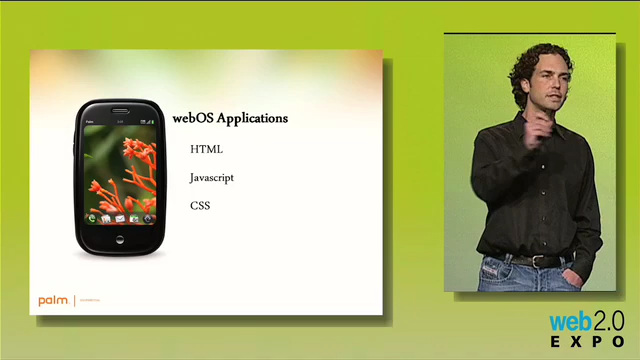 webOS Applications
HTML
Javascript
CSS
palm
web2.0
EXPO